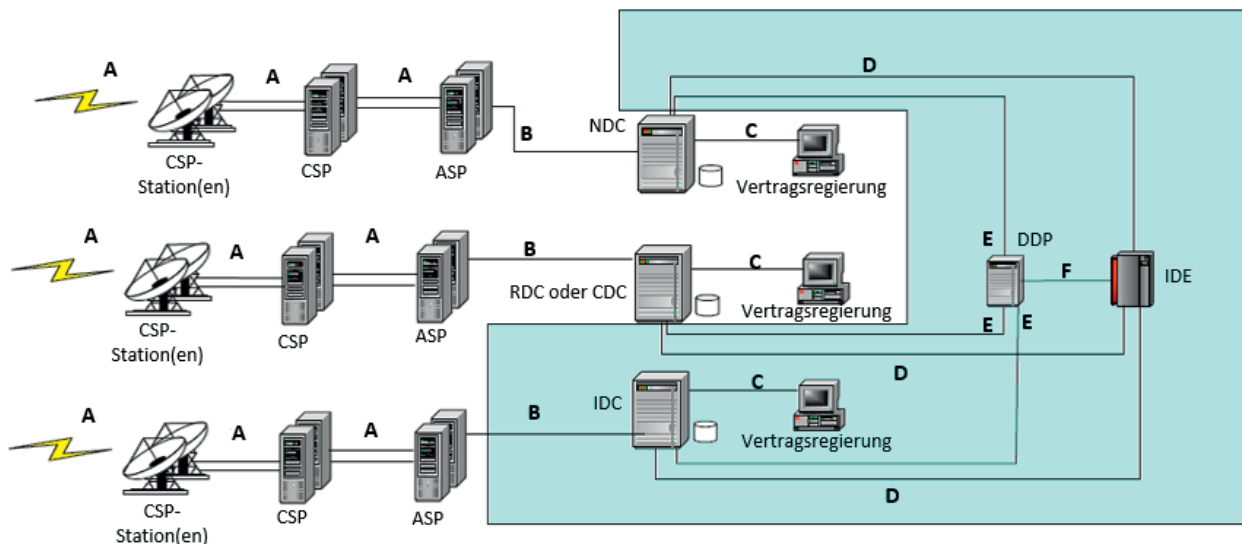 A
A
A
B
D
CSP-
Station(en)
CSP
ASP
NDC
C
Vertragsregierung
A
A
A
B
CSP-
Station(en)
CSP
ASP
RDC oder CDC
C
Vertragsregierung
E
DDP
F
IDE
E
E
D
A
A
A
B
CSP-
Station(en)
CSP
ASP
IDC
C
Vertragsregierung
D